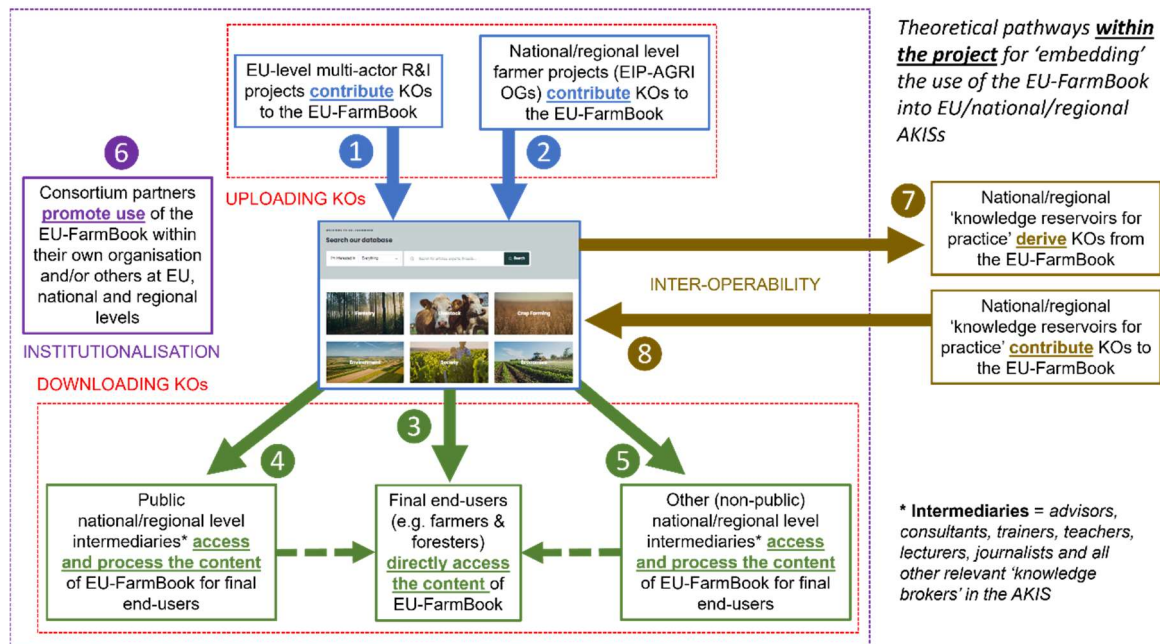 EU-level multi-actor R&I
projects contribute KOs
to the EU-FarmBook
National/regional level
farmer projects (EIP-AGRI
OGs) contribute KOs to
the EU-FarmBook
Theoretical pathways within
the project for ‘embedding’
the use of the EU-FarmBook
into EU/national/regional
AKISs
1
2
6
UPLOADING KOs
Consortium partners
promote use of the
EU-FarmBook within
their own organisation
and/or others at EU,
national and regional
levels
INSTITUTIONALISATION
Search our database
Everything
Search
Forestry
Livestock
Crop Farming
Environment
Society
Economics
7
National/regional
‘knowledge reservoirs for
practice’ derive KOs from
the EU-FarmBook
INTER-OPERABILITY
8
National/regional
‘knowledge reservoirs for
practice’ contribute KOs to
the EU-FarmBook
DOWNLOADING KOs
4
3
5
Public
national/regional level
intermediaries* access
and process the content
of EU-FarmBook for final
end-users
Final end-users
(e.g. farmers &
foresters)
directly access
the content of
EU-FarmBook
Other (non-public)
national/regional level
intermediaries* access
and process the content
of EU-FarmBook for final
end-users
* Intermediaries = advisors,
consultants, trainers, teachers,
lecturers, journalists and all
other relevant ‘knowledge
brokers’ in the AKIS